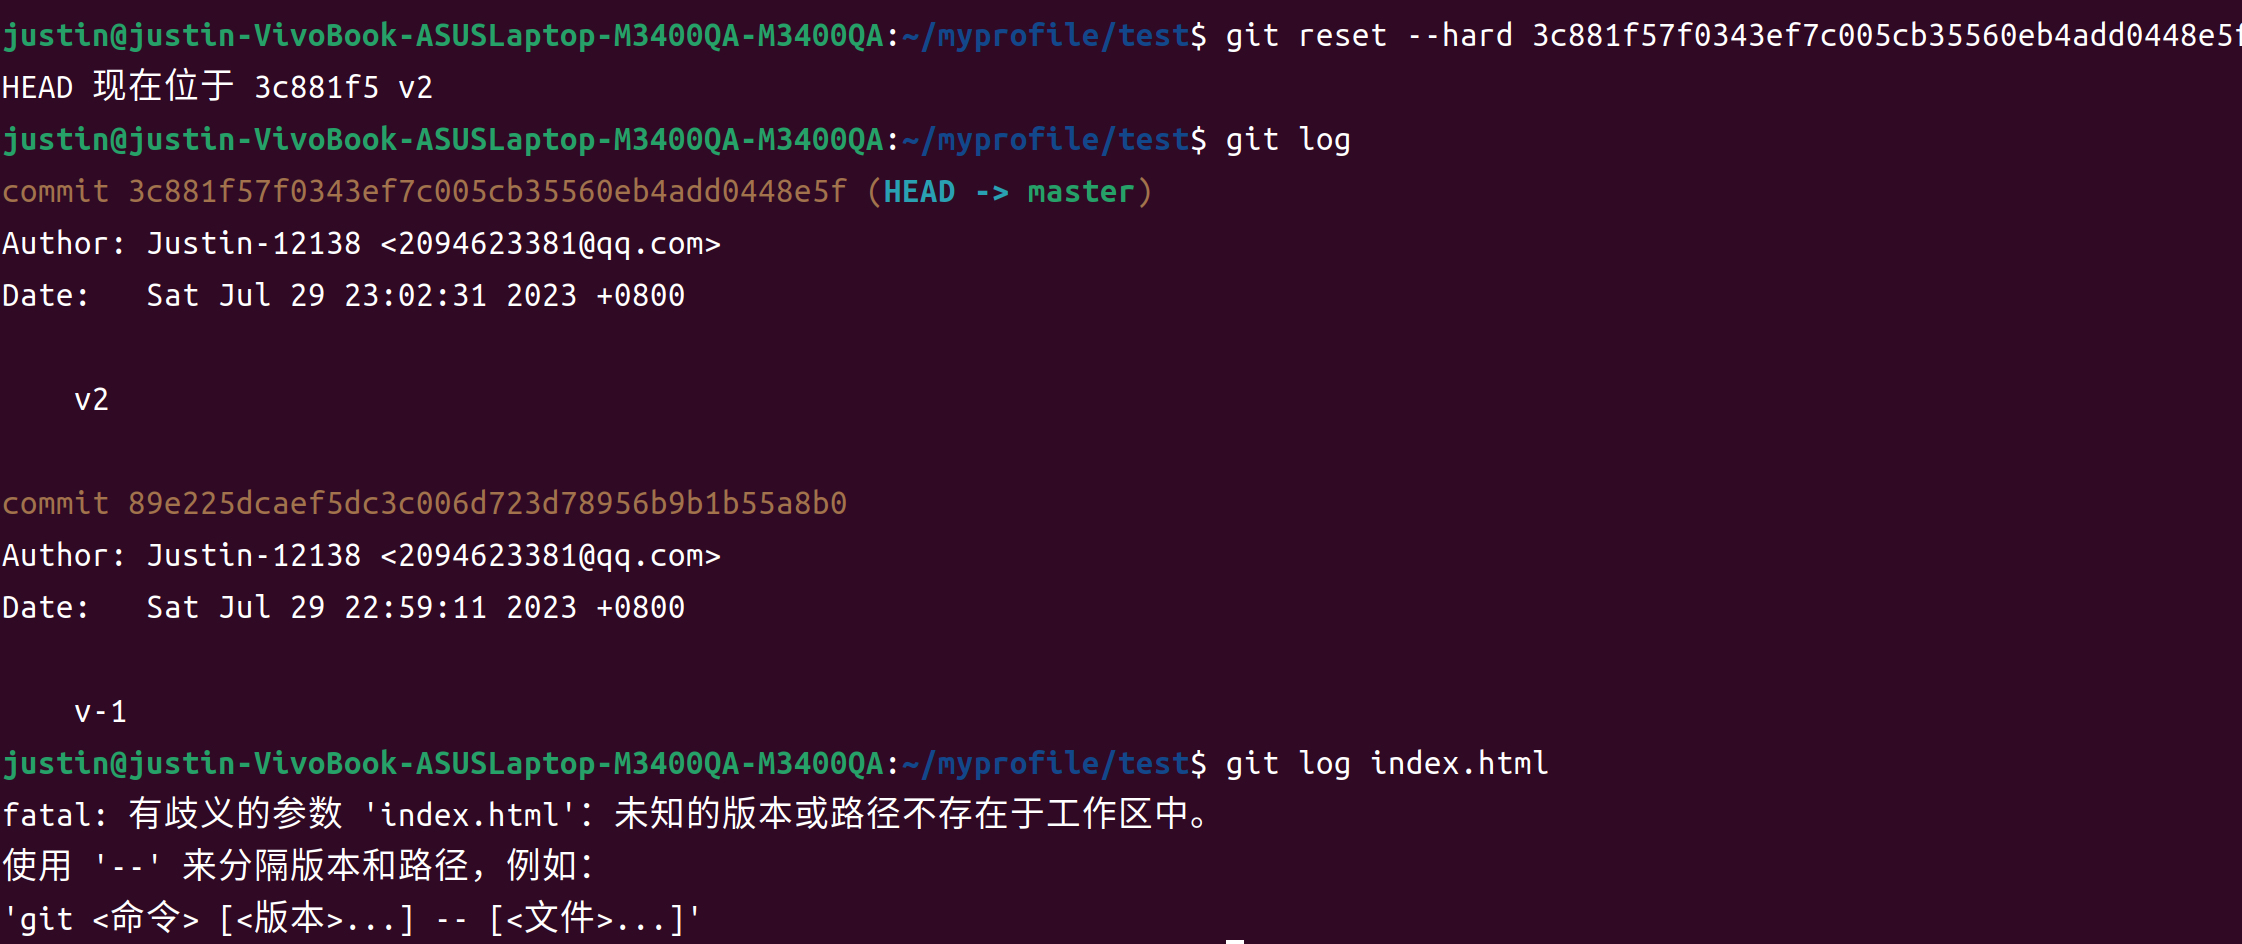 justin@justin-VivoBook-ASUSLaptop-M3400QA-M3400QA:~/myprofile/test$ git reset --hard 3c881f57f0343ef7c005cb35560eb4add0448e5f
HEAD 现在位于 3c881f5 v2
justin@justin-VivoBook-ASUSLaptop-M3400QA-M3400QA:~/myprofile/test$ git log
commit 3c881f57f0343ef7c005cb35560eb4add0448e5f (HEAD -> master)
Author: Justin-12138 <2094623381@qq.com>
Date:   Sat Jul 29 23:02:31 2023 +0800
    v2
commit 89e225dcaef5dc3c006d723d78956b9b1b55a8b0
Author: Justin-12138 <2094623381@qq.com>
Date:   Sat Jul 29 22:59:11 2023 +0800
    v-1
justin@justin-VivoBook-ASUSLaptop-M3400QA-M3400QA:~/myprofile/test$ git log index.html
fatal: 有歧义的参数 'index.html'：未知的版本或路径不存在于工作区中。
使用 '--' 来分隔版本和路径，例如：
'git <命令> [<版本>...] -- [<文件>...]'